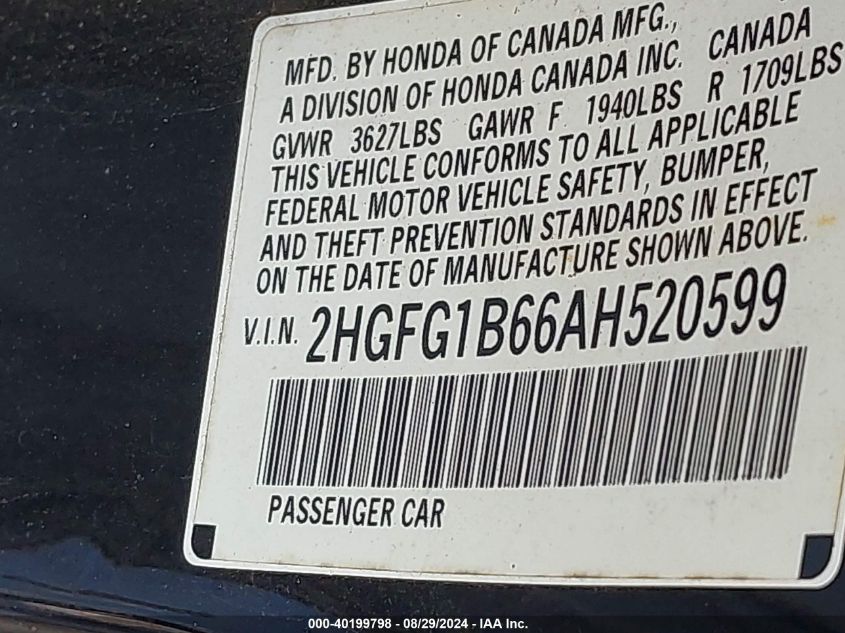 MFD. BY HONDA OF CANADA MFG.,
A DIVISION OF HONDA CANADA INC. CANADA
GVWR 3627LBS GAWR F 1940LBS R 1709LBS
THIS VEHICLE CONFORMS TO ALL APPLICABLE
FEDERAL MOTOR VEHICLE SAFETY, BUMPER,
AND THEFT PREVENTION STANDARDS IN EFFECT
ON THE DATE OF MANUFACTURE SHOWN ABOVE.
V.I.N. 2HGFG1B66AH520599
PASSENGER CAR
000-40199798 - 08/29/2024 - IAA Inc.